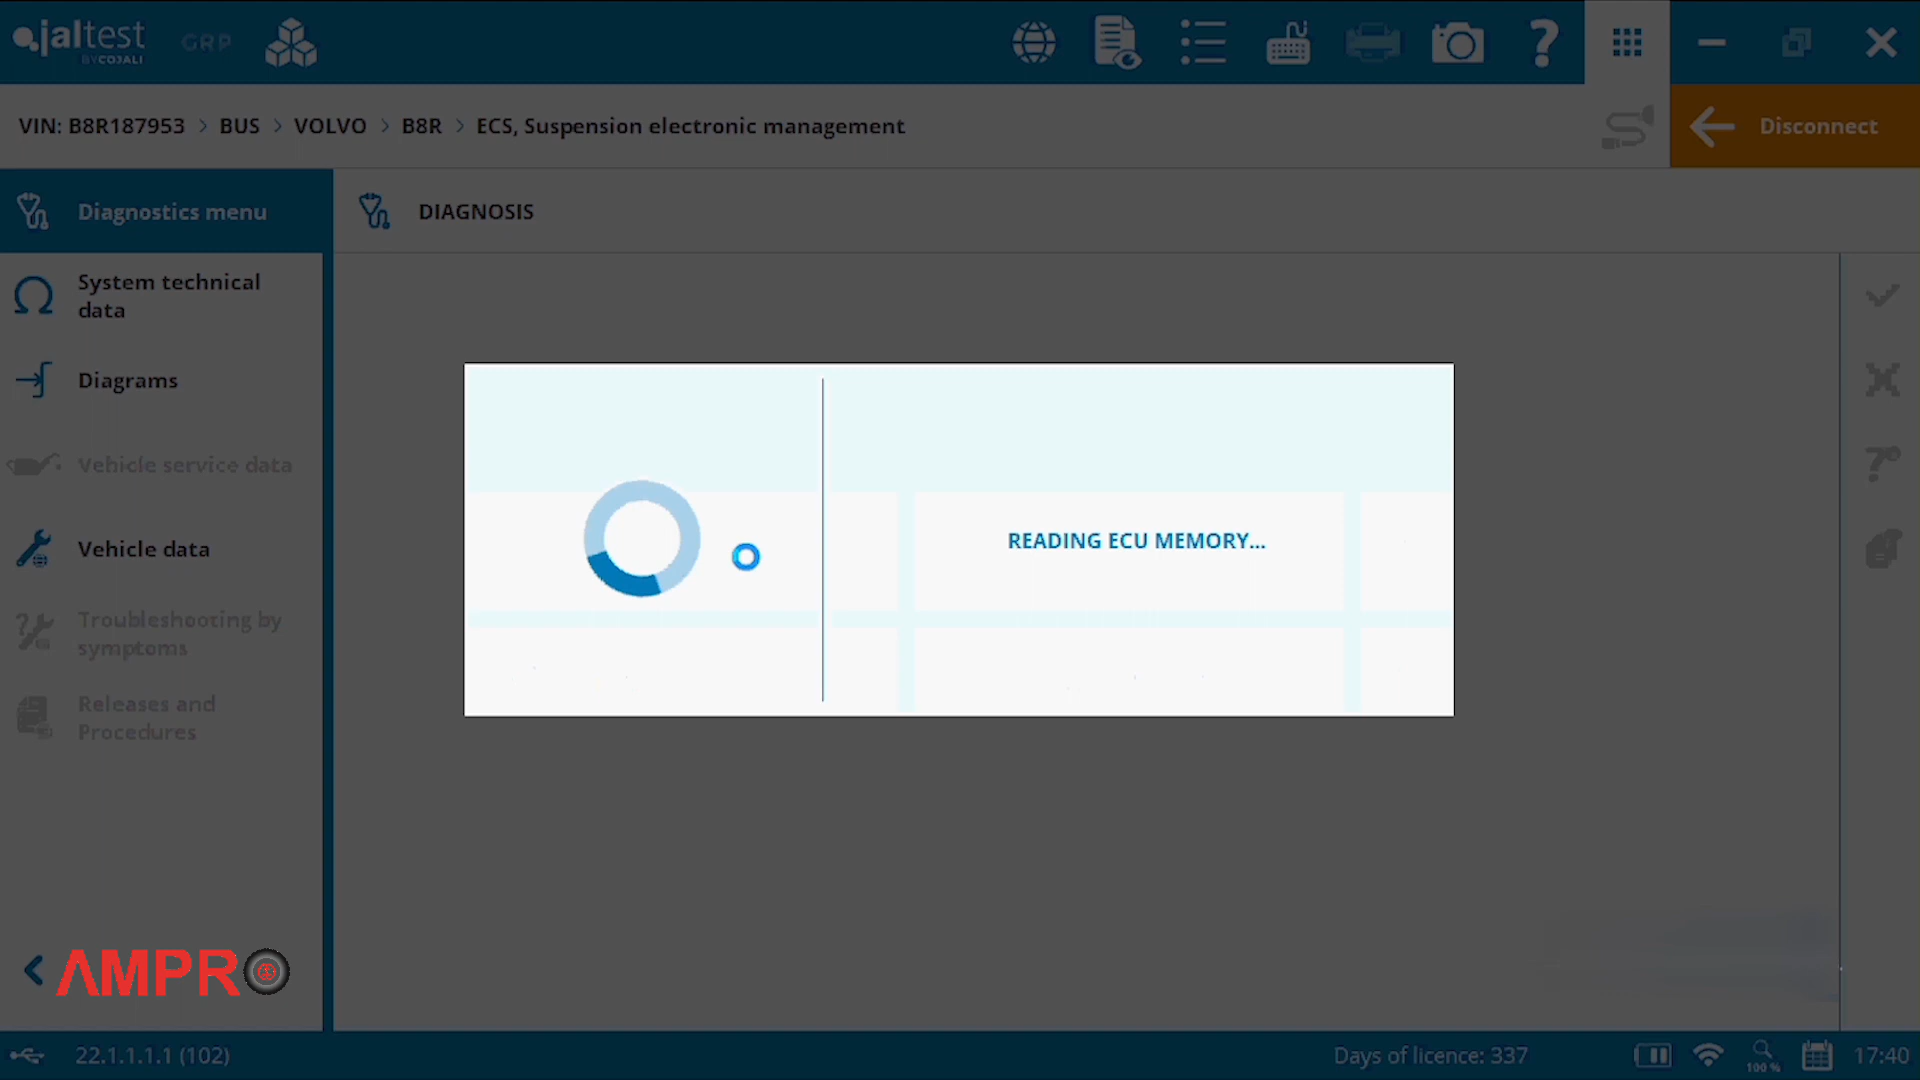 jaltest
BY COJALI
GRP
VIN: B8R187953 > BUS > VOLVO > B8R > ECS, Suspension electronic management
Disconnect
Diagnostics menu
DIAGNOSIS
System technical
data
Diagrams
Vehicle service data
READING ECU MEMORY...
Vehicle data
Troubleshooting by
symptoms
Releases and
Procedures
AMPRO
22.1.1.1.1 (102)
Days of licence: 337
100 %
17:40